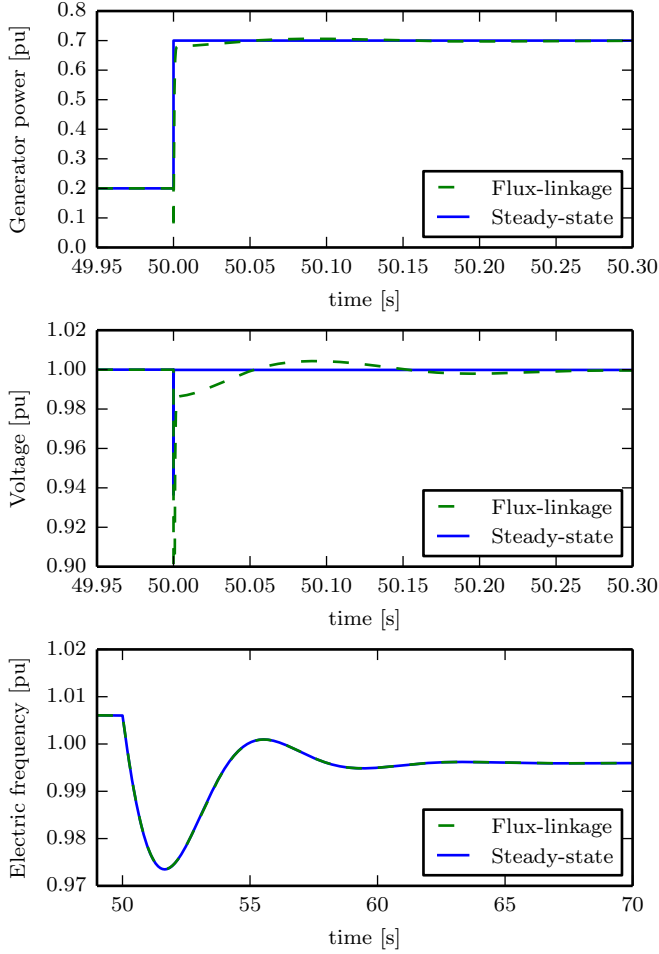 Generator power [pu]
0.8
0.7
0.6
0.5
0.4
0.3
0.2
0.1
0.0
49.95 50.00 50.05 50.10 50.15 50.20 50.25 50.30
time [s]
Flux-linkage
Steady-state
Voltage [pu]
1.02
1.00
0.98
0.96
0.94
0.92
0.90
49.95 50.00 50.05 50.10 50.15 50.20 50.25 50.30
time [s]
Flux-linkage
Steady-state
Electric frequency [pu]
1.02
1.01
1.00
0.99
0.98
0.97
50 55 60 65 70
time [s]
Flux-linkage
Steady-state